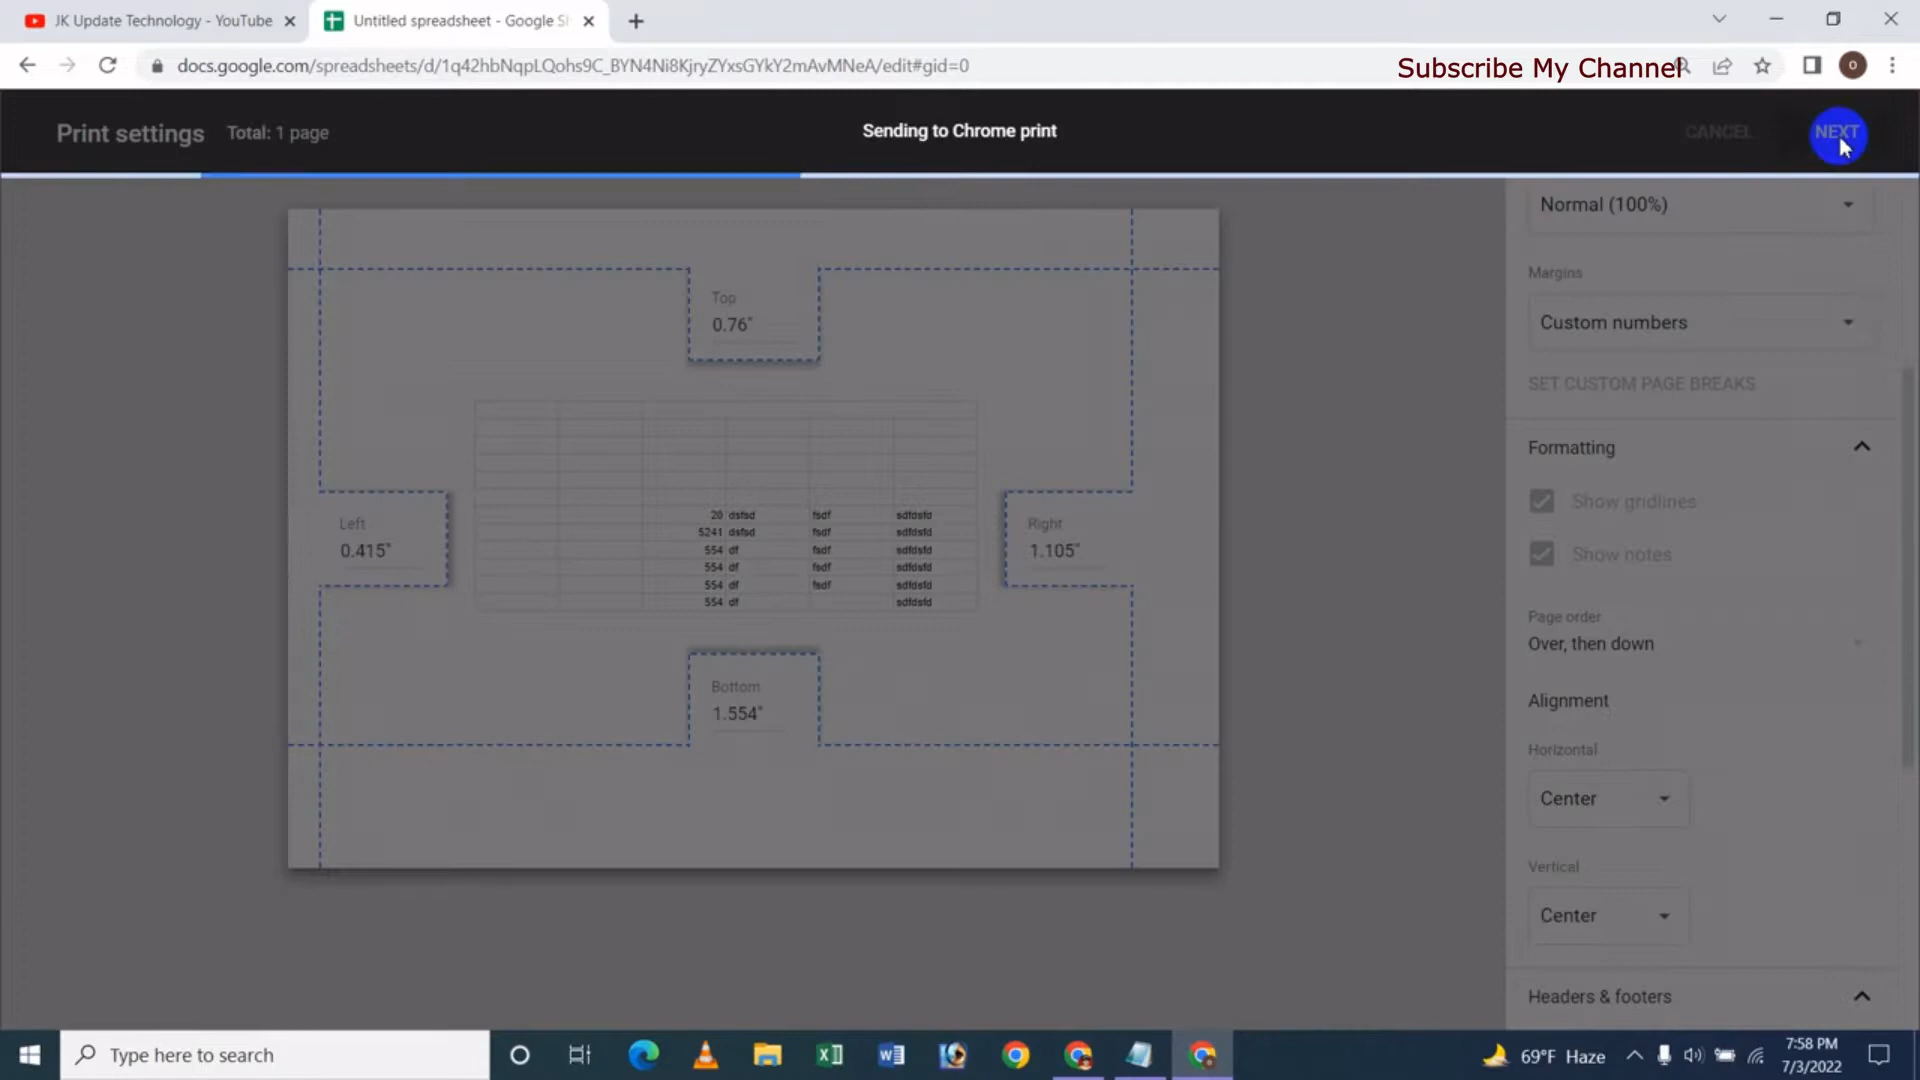 JK Update Technology - YouTube
Untitled spreadsheet - Google Sh
docs.google.com/spreadsheets/d/1q42hbNqpLQohs9C_BYN4Ni8KjryZYxsGYkY2mAvMNeA/edit#gid=0
Subscribe My Channel
O
Print settings
Total: 1 page
Sending to Chrome print
CANCEL
NEXT
Normal (100%)
Margins
Custom numbers
SET CUSTOM PAGE BREAKS
Formatting
Show gridlines
Show notes
Page order
Over, then down
Alignment
Horizontal
Center
Vertical
Center
Headers & footers
Top
0.76"
Left
0.415"
Right
1.105"
Bottom
1.554"
20 dsfsd fsdf sdfdsfd
5241 dsfsd fsdf sdfdsfd
554 df fsdf sdfdsfd
554 df fsdf sdfdsfd
554 df fsdf sdfdsfd
554 df sdfdsfd
Type here to search
69°F Haze
7:58 PM
7/3/2022